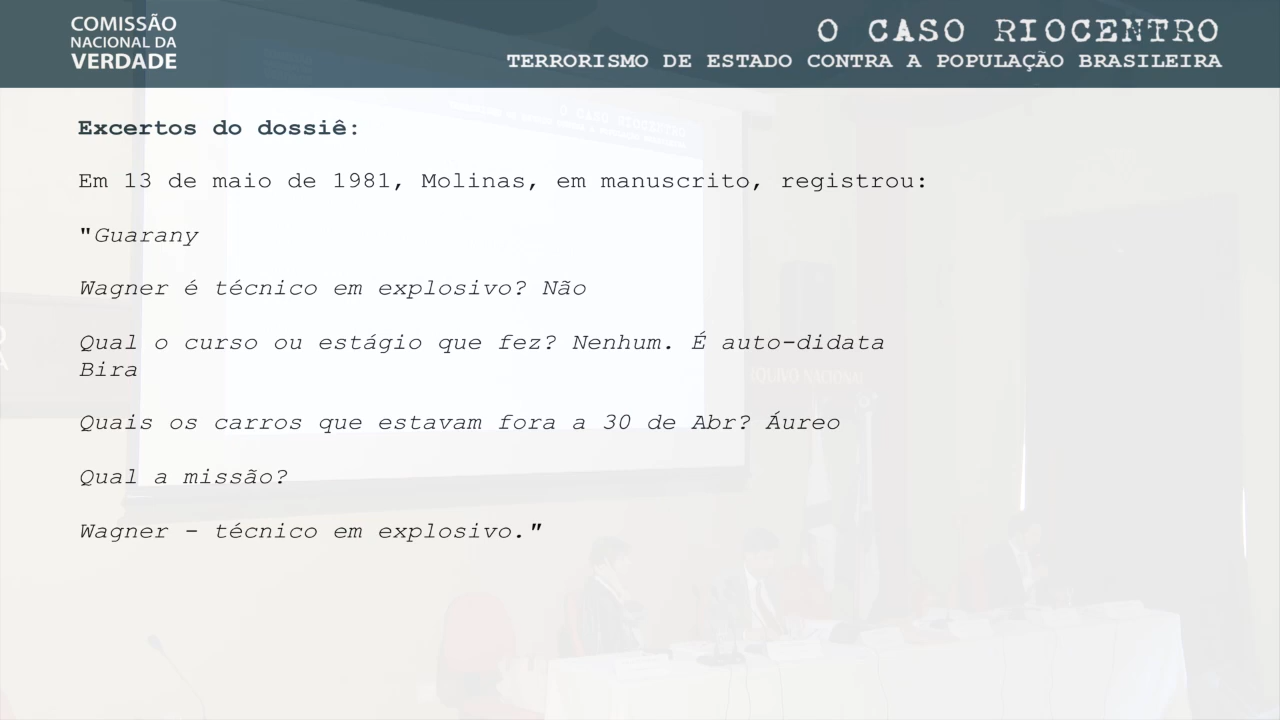 COMISSÃO
NACIONAL DA
VERDADE
O CASO RIOCENTRO
TERRORISMO DE ESTADO CONTRA A POPULAÇÃO BRASILEIRA
Excertos do dossiê:
Em 13 de maio de 1981, Molinas, em manuscrito, registrou:
"Guarany
Wagner é técnico em explosivo? Não
Qual o curso ou estágio que fez? Nenhum. É auto-didata
Bira
Quais os carros que estavam fora a 30 de Abr? Áureo
Qual a missão?
Wagner - técnico em explosivo."